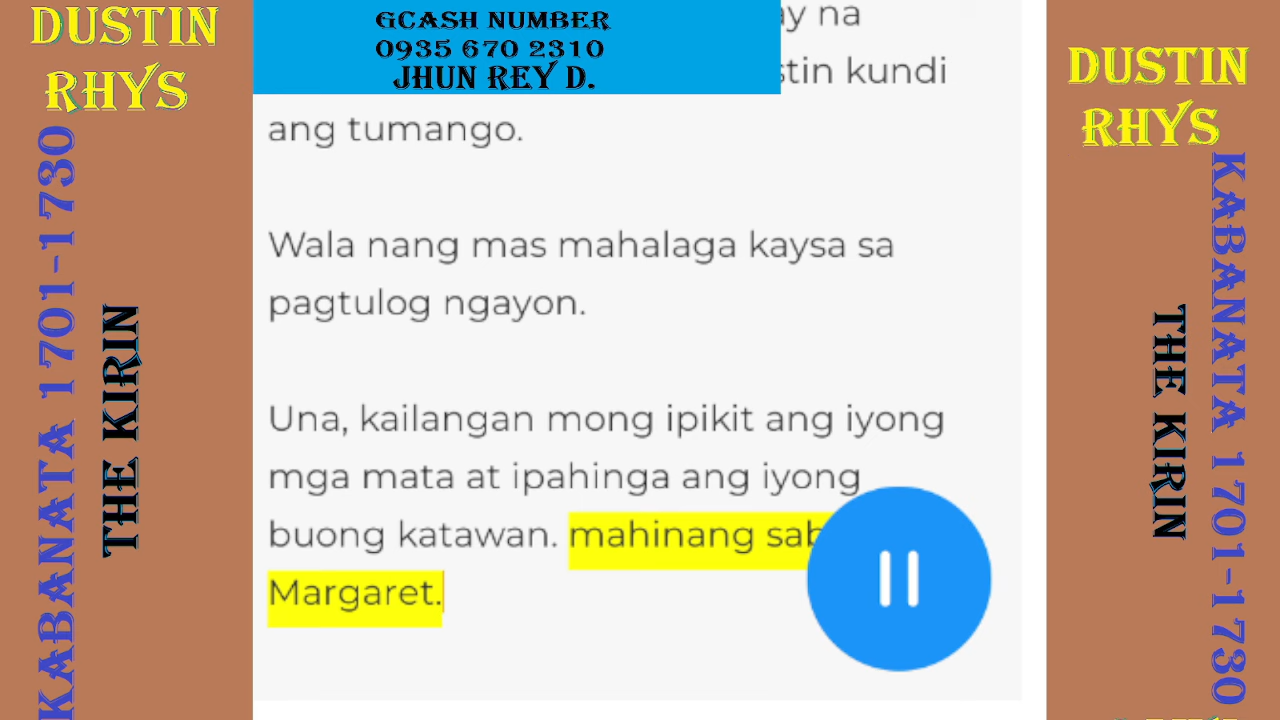 DUSTIN
RHYS
KABANATA 1701-1730
THE KIRIN
GCASH NUMBER
0935 670 2310
JHUN REY D.
na
kundi
ang tumango.
Wala nang mas mahalaga kaysa sa
pagtulog ngayon.
Una, kailangan mong ipikit ang iyong
mga mata at ipahinga ang iyong
buong katawan. mahinang
Margaret.
DUSTIN
RHYS
KABANATA 1701-1730
THE KIRIN